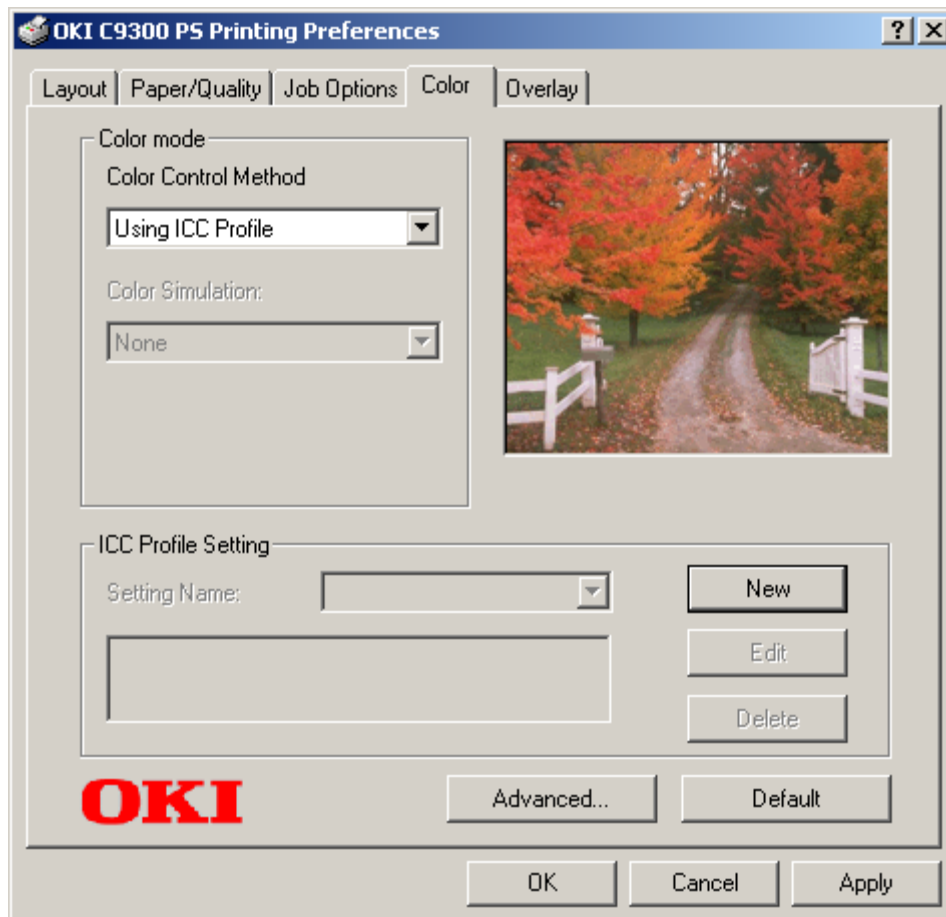 OKI C9300 PS Printing Preferences
Layout
Paper/Quality
Job Options
Color
Overlay
Color mode
Color Control Method
Using ICC Profile
Color Simulation:
None
ICC Profile Setting
Setting Name:
New
Edit
Delete
OKI
Advanced...
Default
OK
Cancel
Apply